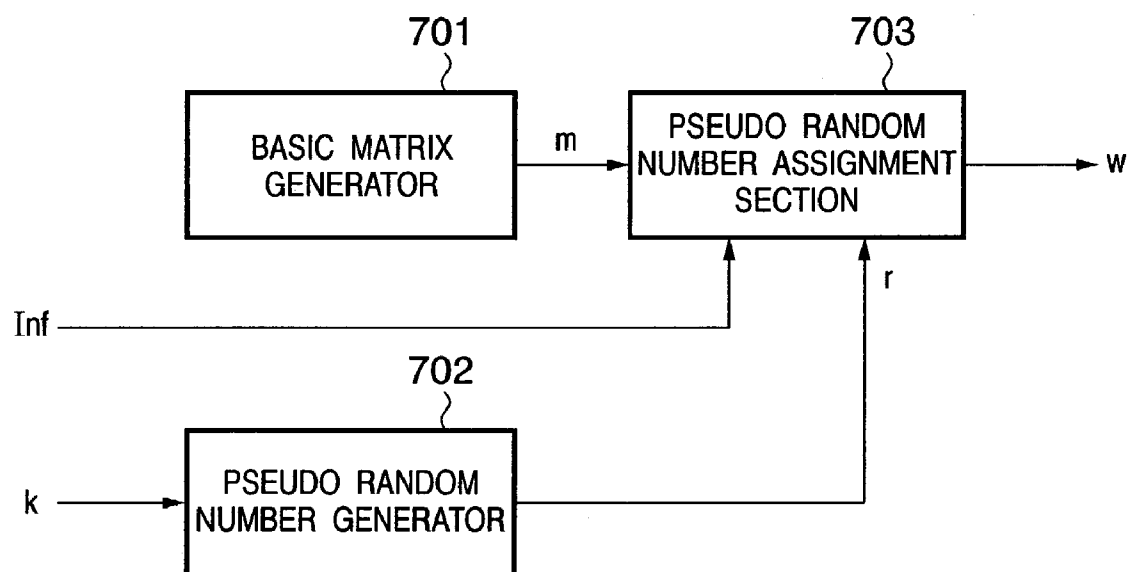 701
703
BASIC MATRIX
GENERATOR
m
PSEUDO RANDOM
NUMBER ASSIGNMENT
SECTION
w
r
Inf
702
k
PSEUDO RANDOM
NUMBER GENERATOR